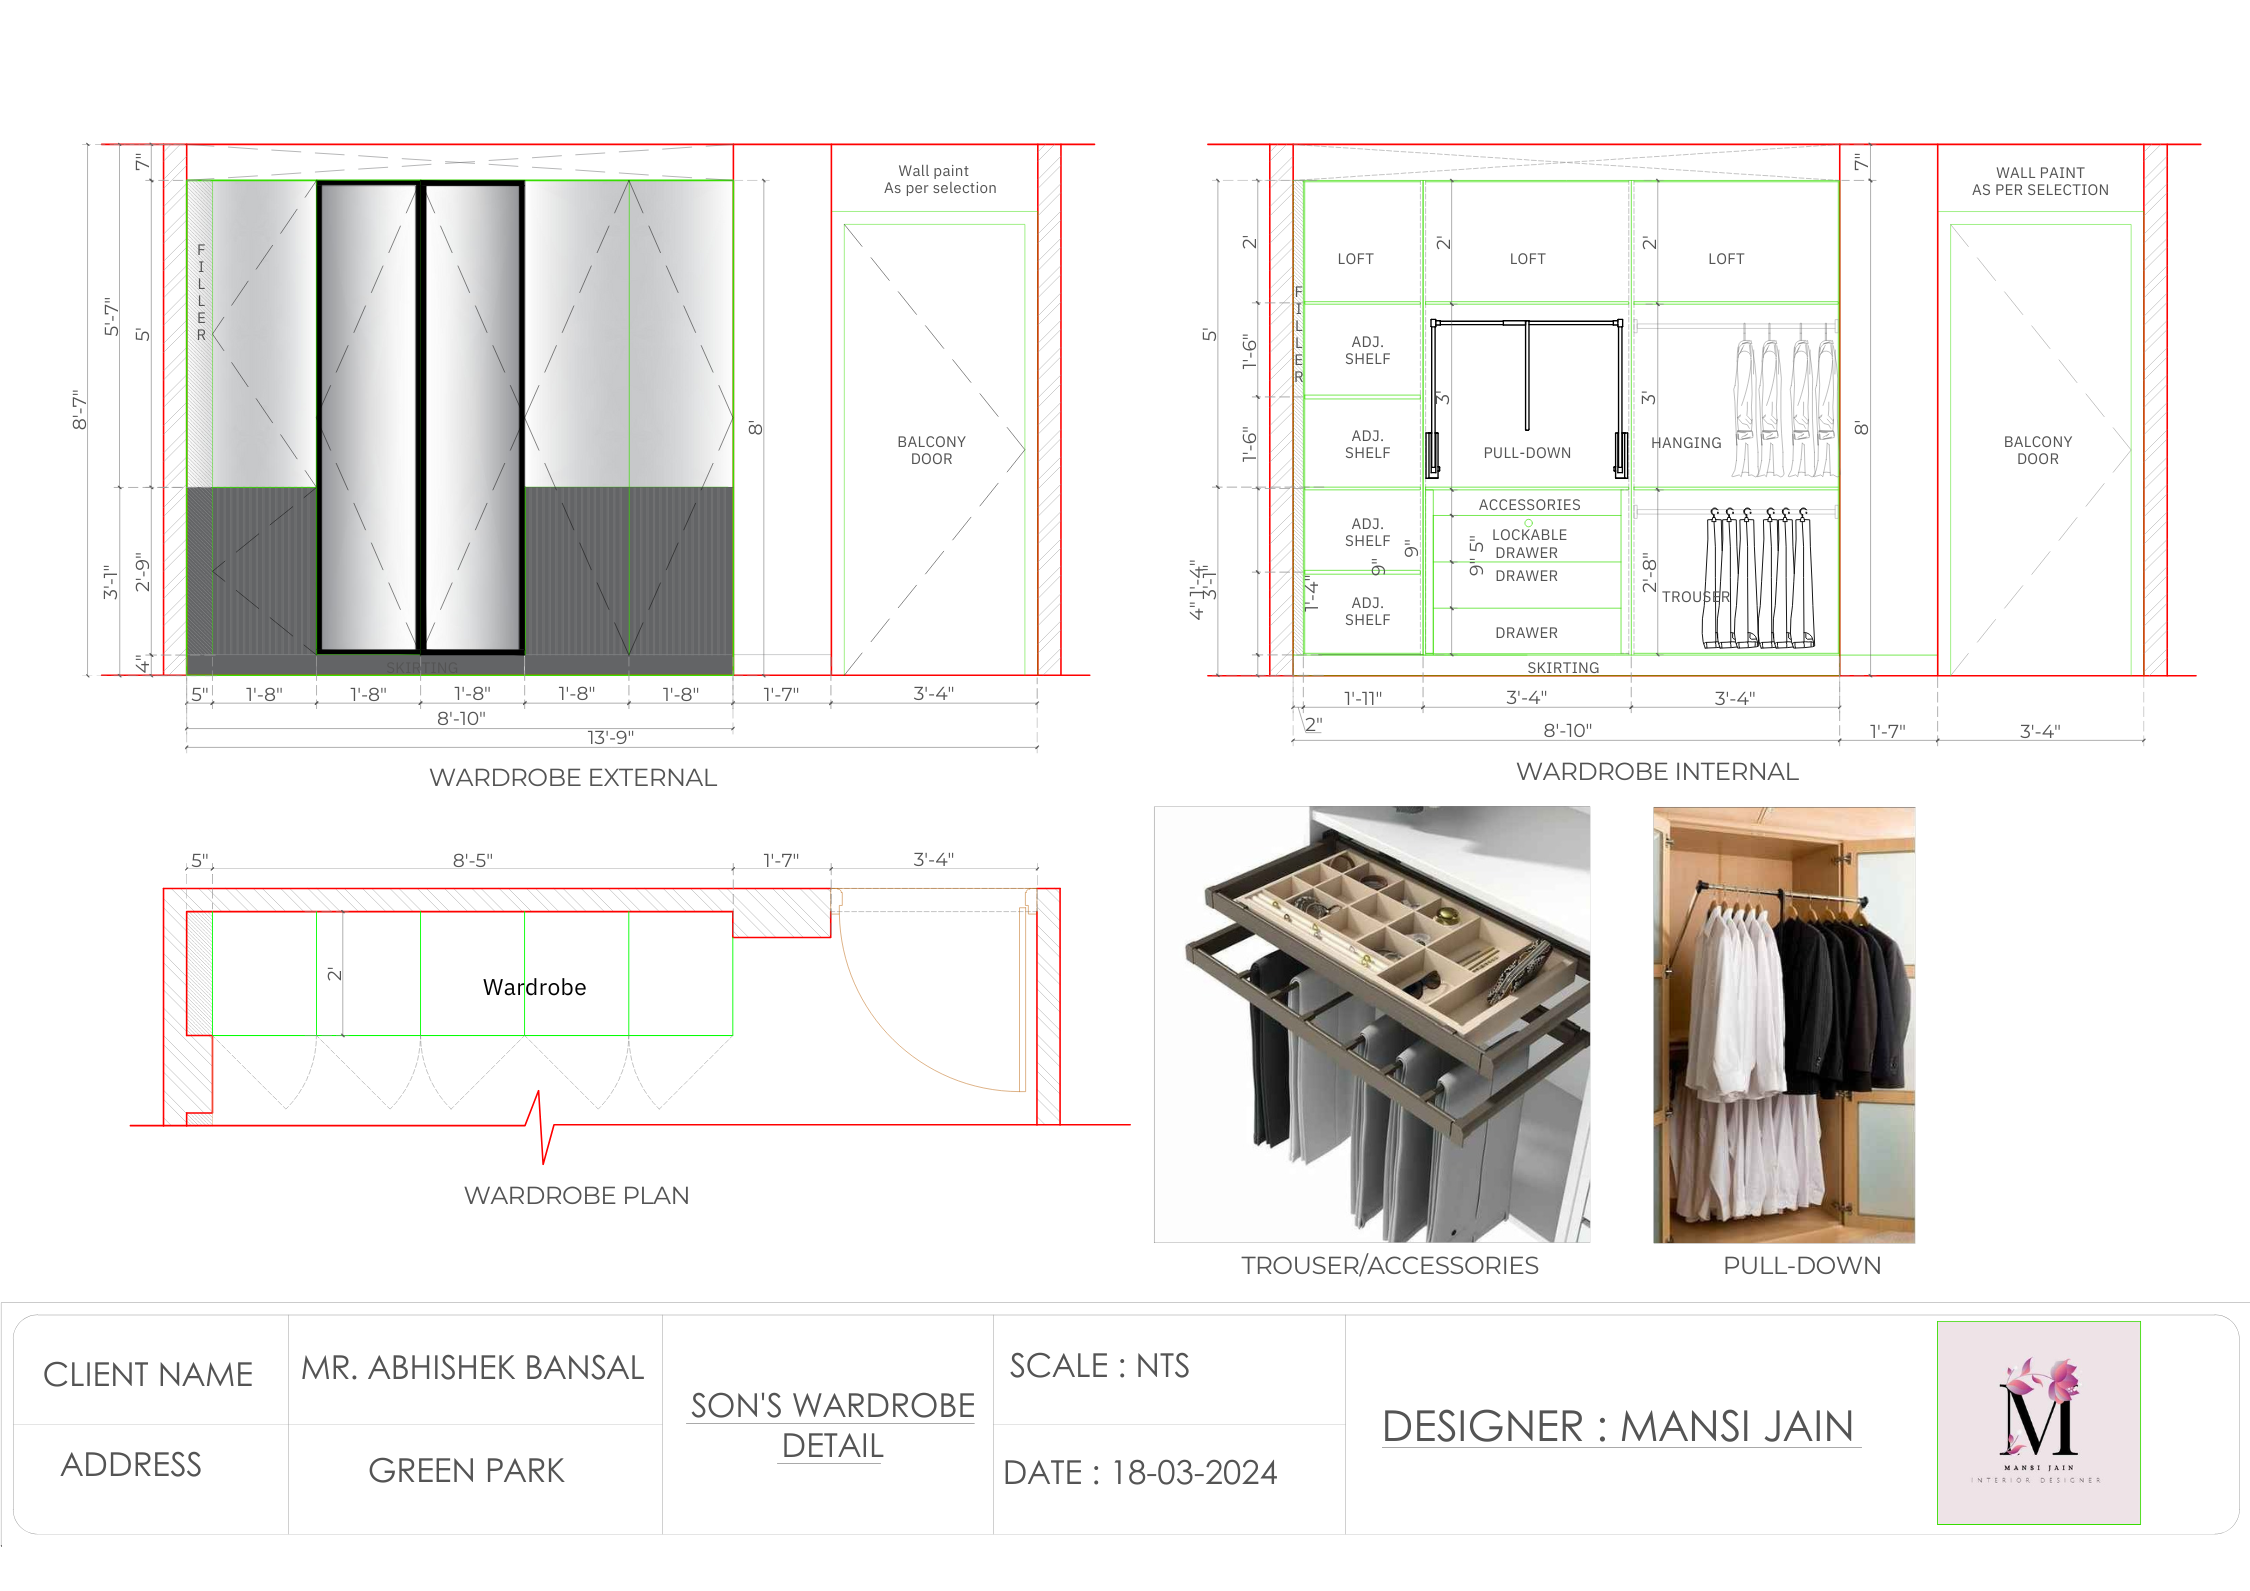 7"
5'-7"
5'
8'-7"
3'-1"
2'-9"
4"
FILLER
8'
Wall paint
As per selection
BALCONY
DOOR
SKIRTING
5" 1'-8" 1'-8" 1'-8" 1'-8" 1'-8" 1'-7" 3'-4"
8'-10"
13'-9"
WARDROBE EXTERNAL
7"
WALL PAINT
AS PER SELECTION
2' 2' 2'
LOFT LOFT LOFT
FILLER
5'
1'-6"
ADJ.
SHELF
3' 3'
8'
1'-6"
ADJ.
SHELF
PULL-DOWN
HANGING
BALCONY
DOOR
ACCESSORIES
ADJ.
SHELF
9"
9"
5"
9"
LOCKABLE
DRAWER
DRAWER
2'-8"
TROUSER
1'-4"
4"
3'-1"
1'-4"
ADJ.
SHELF
DRAWER
SKIRTING
1'-11" 3'-4" 3'-4"
2"
8'-10" 1'-7" 3'-4"
WARDROBE INTERNAL
5" 8'-5" 1'-7" 3'-4"
2'
Wardrobe
WARDROBE PLAN
TROUSER/ACCESSORIES
PULL-DOWN
CLIENT NAME
MR. ABHISHEK BANSAL
ADDRESS
GREEN PARK
SON'S WARDROBE
DETAIL
SCALE : NTS
DATE : 18-03-2024
DESIGNER : MANSI JAIN
M
MANSI JAIN
INTERIOR DESIGNER